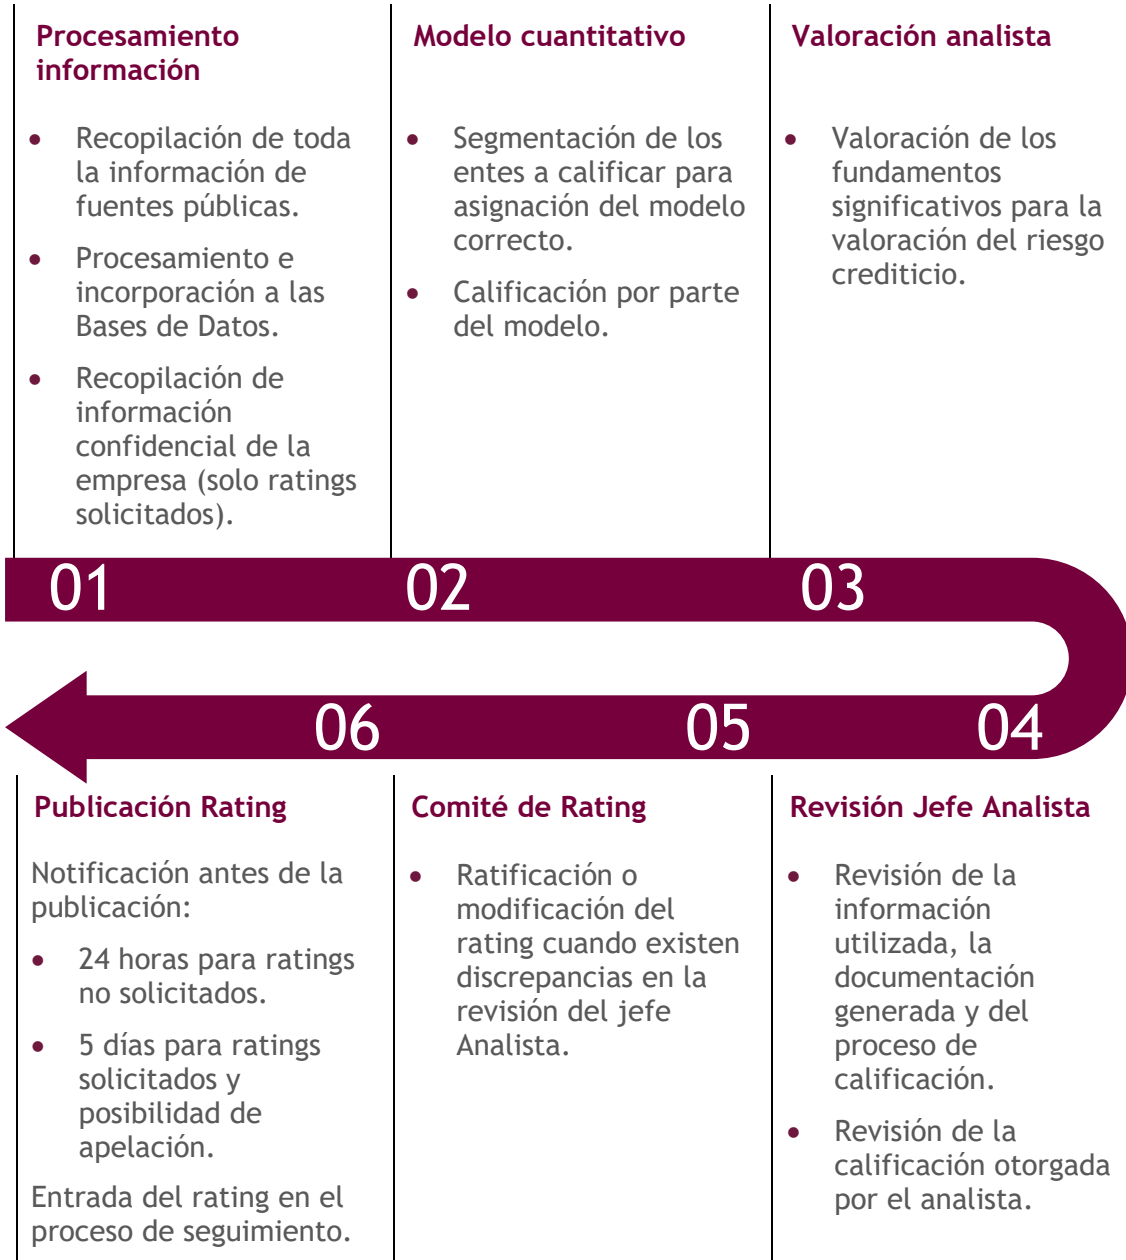 Procesamiento
información
• Recopilación de toda
la información de
fuentes públicas.
• Procesamiento e
incorporación a las
Bases de Datos.
• Recopilación de
información
confidencial de la
empresa (solo ratings
solicitados).
Modelo cuantitativo
• Segmentación de los
entes a calificar para
asignación del modelo
correcto.
• Calificación por parte
del modelo.
Valoración analista
• Valoración de los
fundamentos
significativos para la
valoración del riesgo
crediticio.
01
02
03
04
05
06
Revisión Jefe Analista
• Revisión de la
información
utilizada, la
documentación
generada y del
proceso de
calificación.
• Revisión de la
calificación otorgada
por el analista.
Comité de Rating
• Ratificación o
modificación del
rating cuando existen
discrepancias en la
revisión del jefe
Analista.
Publicación Rating
Notificación antes de la
publicación:
• 24 horas para ratings
no solicitados.
• 5 días para ratings
solicitados y
posibilidad de
apelación.
Entrada del rating en el
proceso de seguimiento.